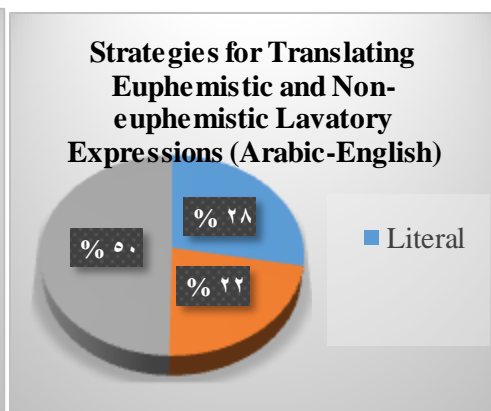 Strategies for Translating
Euphemistic and Non-
euphemistic Lavatory
Expressions (Arabic-English)
% ٢٨
% ٥٠
% ٢٢
Literal